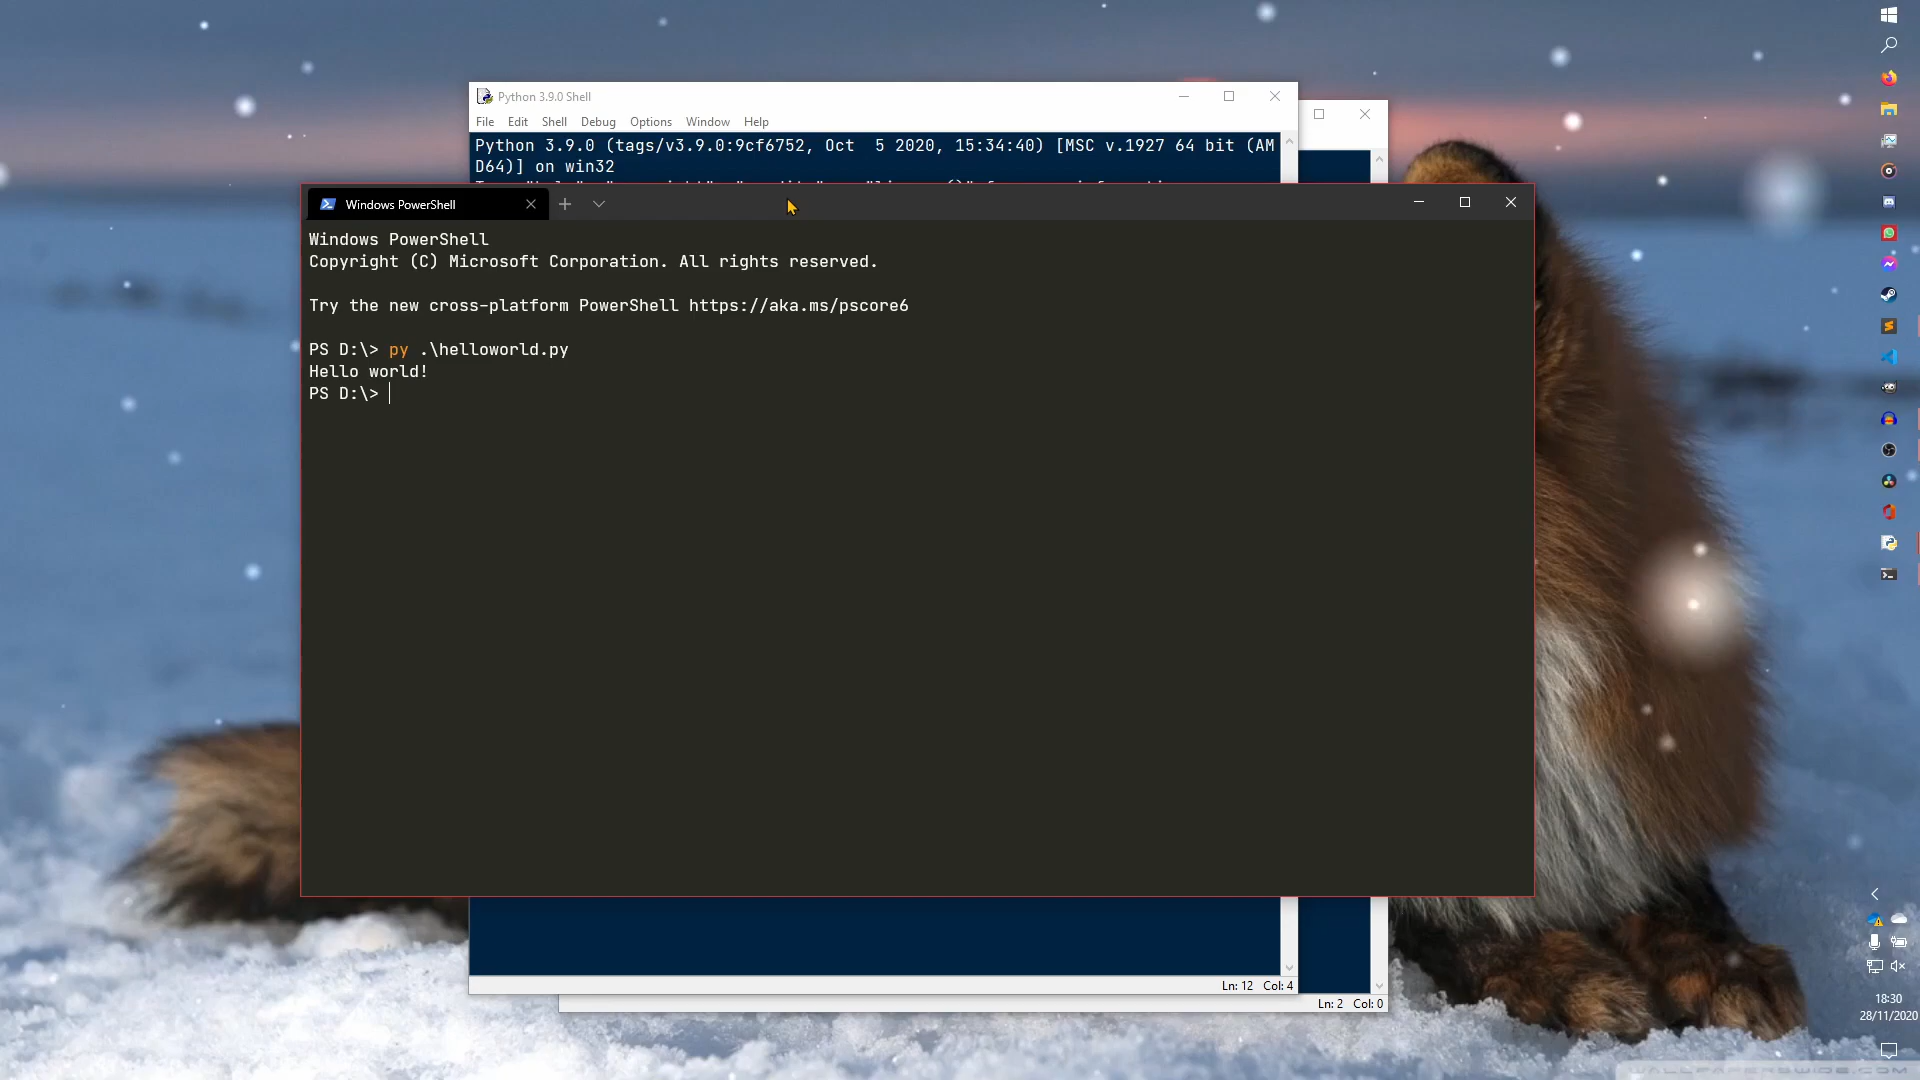 Python 3.9.0 Shell
File Edit Shell Debug Options Window Help
Python 3.9.0 (tags/v3.9.0:9cf6752, Oct  5 2020, 15:34:40) [MSC v.1927 64 bit (AM
D64)] on win32
Windows PowerShell
Windows PowerShell
Copyright (C) Microsoft Corporation. All rights reserved.
Try the new cross-platform PowerShell https://aka.ms/pscore6
PS D:\> py .\helloworld.py
Hello world!
PS D:\>
Ln: 12 Col: 4
Ln: 2 Col: 0
18:30
28/11/2020